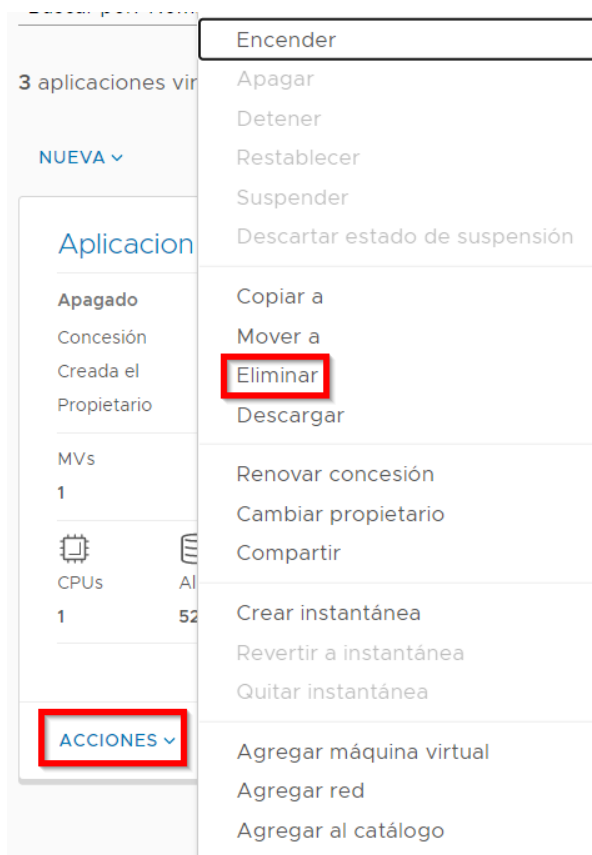 Encender
3 aplicaciones vir
Apagar
Detener
NUEVA
Restablecer
Suspender
Descartar estado de suspensión
Aplicacion
Apagado
Concesión
Creada el
Propietario
MVs
1
CPUs
Al
1
52
ACCIONES
Copiar a
Mover a
Eliminar
Descargar
Renovar concesión
Cambiar propietario
Compartir
Crear instantánea
Revertir a instantánea
Quitar instantánea
Agregar máquina virtual
Agregar red
Agregar al catálogo